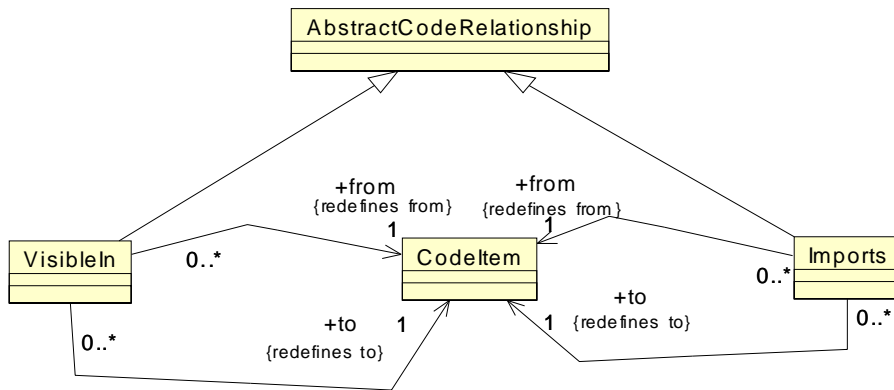 AbstractCodeRelationship
+from
{redefines from}
1
+from
{redefines from}
1
VisibleIn
0..*
CodeItem
Imports
0..*
0..*
+to
{redefines to}
1
1
+to
{redefines to}
0..*